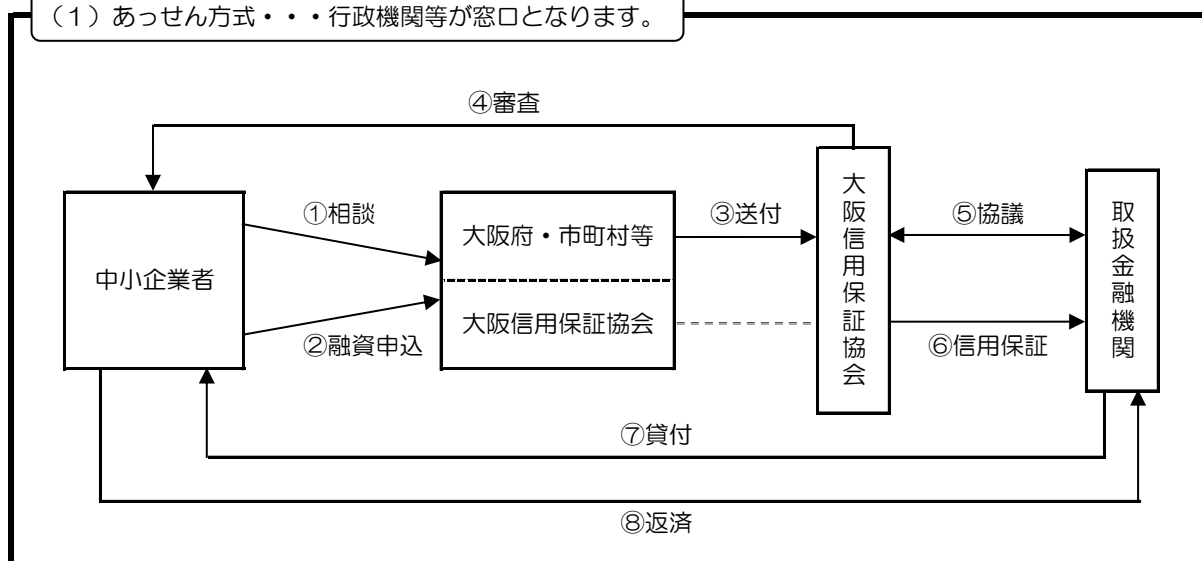 （１）あっせん方式・・・行政機関等が窓口となります。
④審査
中小企業者
①相談
②融資申込
大阪府・市町村等
大阪信用保証協会
③送付
大阪信用保証協会
⑤協議
⑥信用保証
取扱金融機関
⑦貸付
⑧返済